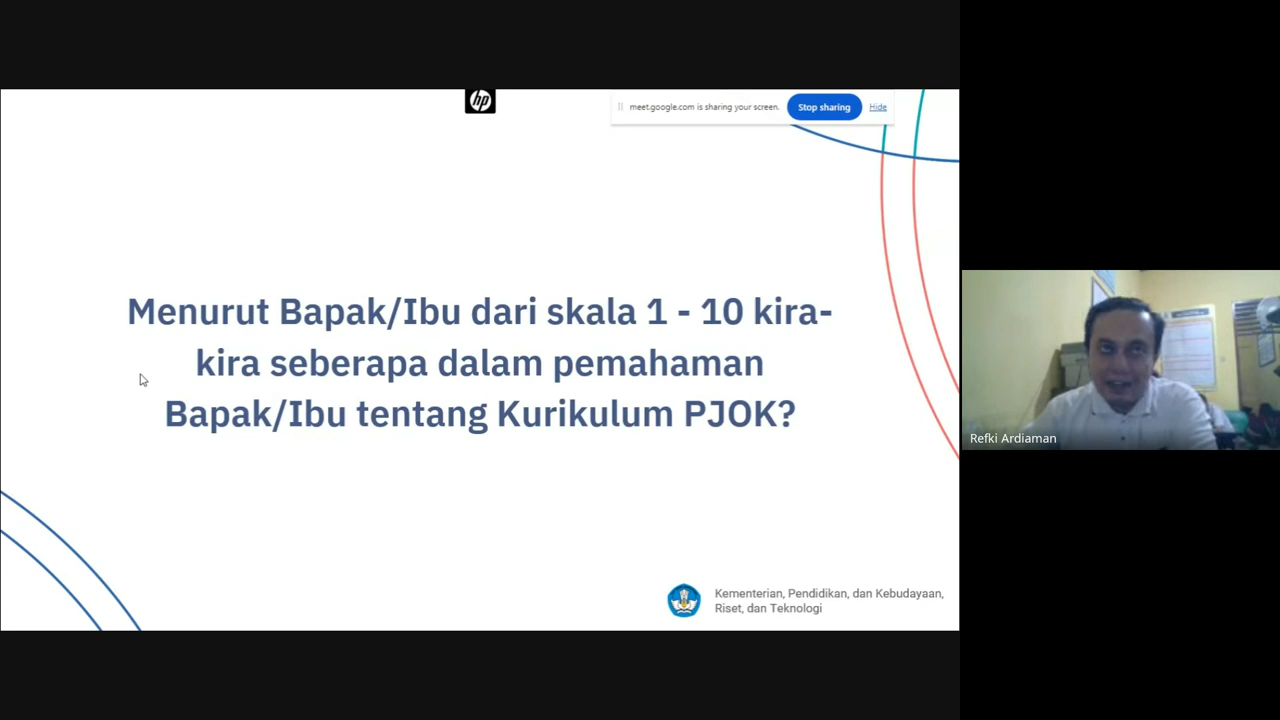 hp
meet.google.com is sharing your screen.
Stop sharing
Hide
Menurut Bapak/Ibu dari skala 1 - 10 kira-
kira seberapa dalam pemahaman
Bapak/Ibu tentang Kurikulum PJOK?
Kementerian, Pendidikan, dan Kebudayaan,
Riset, dan Teknologi
Refki Ardiaman